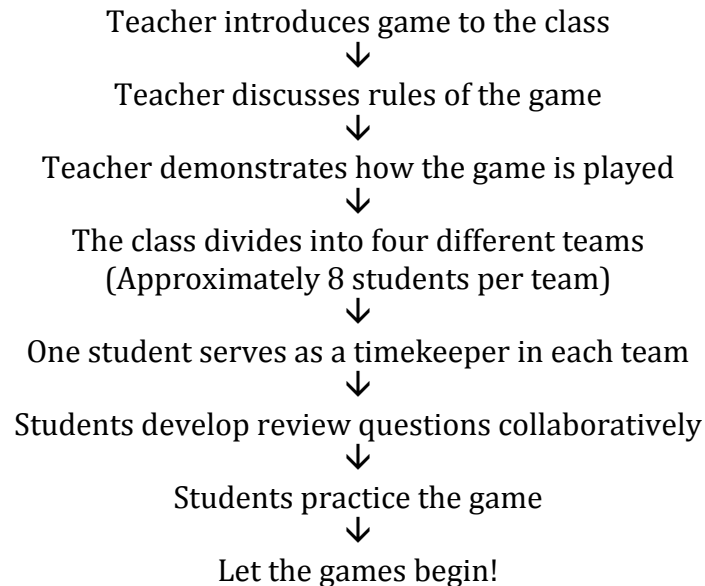 Teacher introduces game to the class
↓
Teacher discusses rules of the game
↓
Teacher demonstrates how the game is played
↓
The class divides into four different teams
(Approximately 8 students per team)
↓
One student serves as a timekeeper in each team
↓
Students develop review questions collaboratively
↓
Students practice the game
↓
Let the games begin!